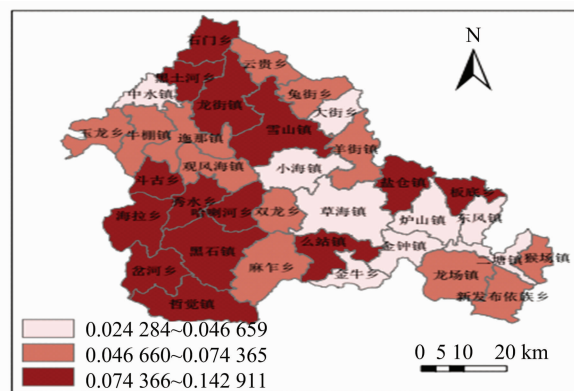 石门乡
云贵乡
N
黑土河乡
中水镇
龙街镇
兔街乡
大街乡
雪山镇
玉龙乡
牛棚镇
迤那镇
羊街镇
观风海镇
小海镇
斗古乡
盐仓镇
板底乡
秀水乡
海拉乡
哈喇河乡
双龙乡
草海镇
炉山镇
东风镇
么站镇
黑石镇
金钟镇
二塘镇
猴场镇
岔河乡
麻乍乡
金牛乡
龙场镇
哲觉镇
新发布依族乡
0.024 284~0.046 659
0.046 660~0.074 365
0.074 366~0.142 911
0 5 10 20 km